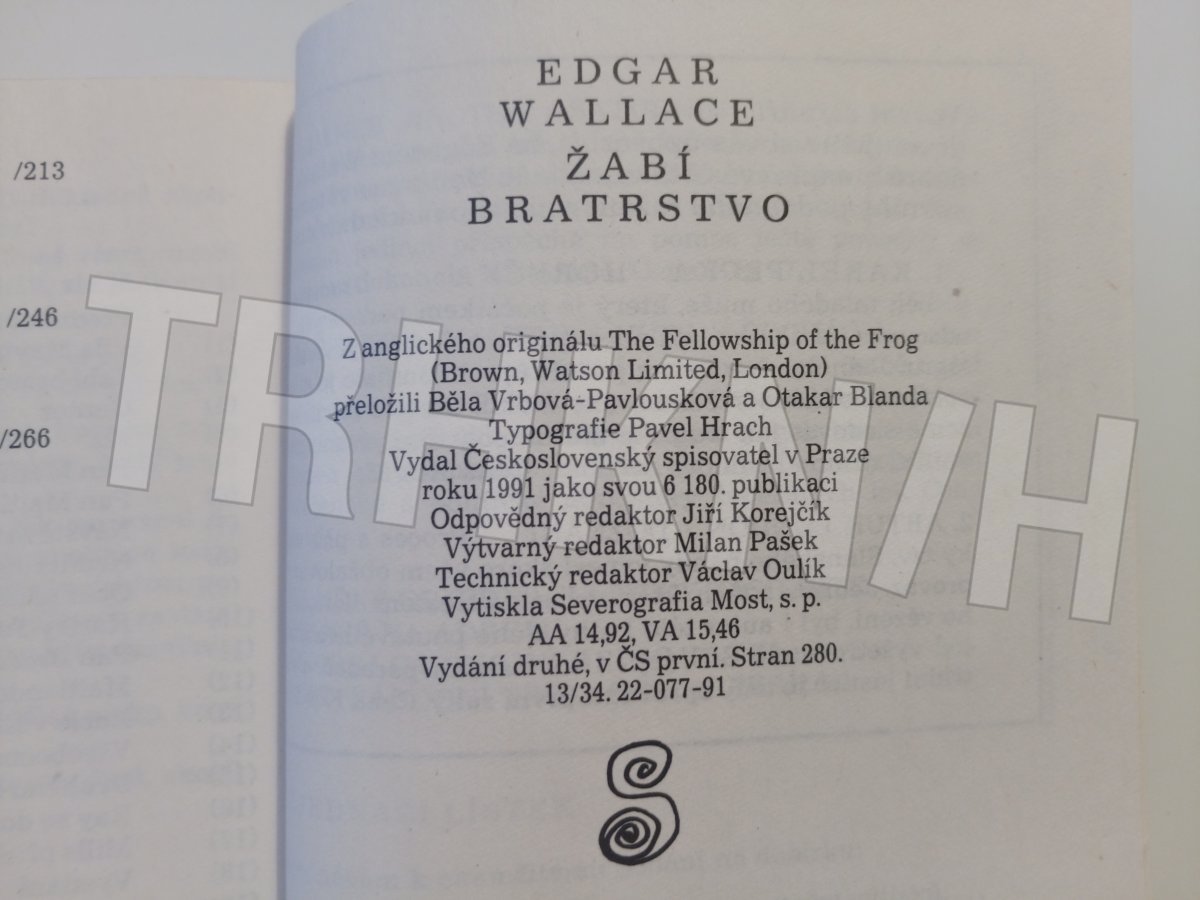 /213
/246
/266
EDGAR
WALLACE
ŽABÍ
BRATRSTVO
Z anglického originálu The Fellowship of the Frog
(Brown, Watson Limited, London)
přeložili Běla Vrbová-Pavlousková a Otakar Blanda
Typografie Pavel Hrach
Vydal Československý spisovatel v Praze
roku 1991 jako svou 6 180. publikaci
Odpovědný redaktor Jiří Korejčík
Výtvarný redaktor Milan Pašek
Technický redaktor Václav Oulík
Vytiskla Severografia Most, s. p.
AA 14,92, VA 15,46
Vydání druhé, v ČS první. Stran 280.
13/34. 22-077-91
TRHKNIH